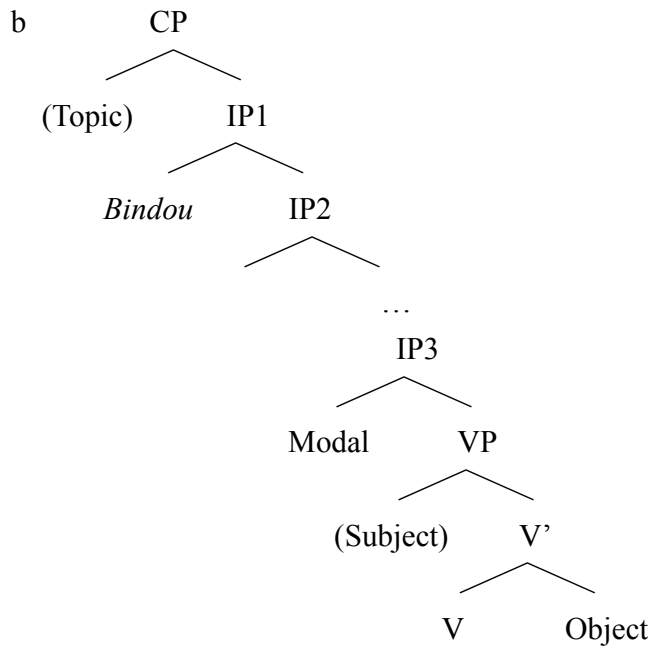 b CP
(Topic) IP1
Bindou IP2
...
IP3
Modal VP
(Subject) V’
V Object